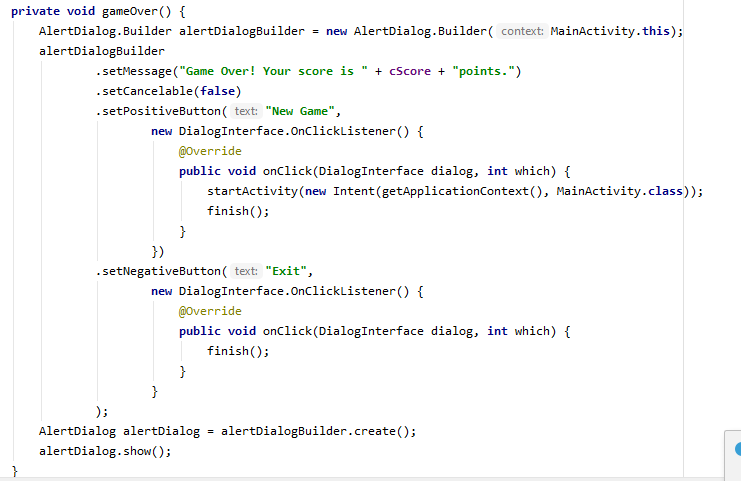 private void gameOver() {
    AlertDialog.Builder alertDialogBuilder = new AlertDialog.Builder( context: MainActivity.this);
    alertDialogBuilder
            .setMessage("Game Over! Your score is " + cScore + "points.")
            .setCancelable(false)
            .setPositiveButton( text: "New Game",
                    new DialogInterface.OnClickListener() {
                        @Override
                        public void onClick(DialogInterface dialog, int which) {
                            startActivity(new Intent(getApplicationContext(), MainActivity.class));
                            finish();
                        }
                    })
            .setNegativeButton( text: "Exit",
                    new DialogInterface.OnClickListener() {
                        @Override
                        public void onClick(DialogInterface dialog, int which) {
                            finish();
                        }
                    }
            );
    AlertDialog alertDialog = alertDialogBuilder.create();
    alertDialog.show();
}